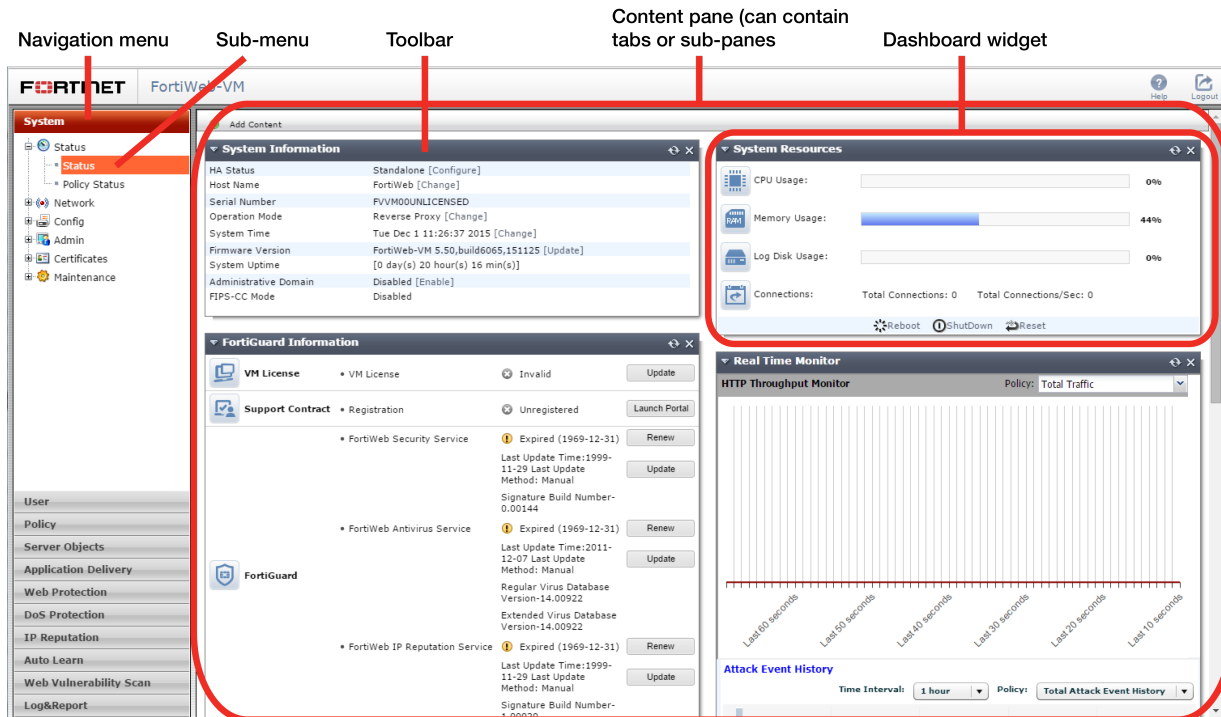 Content pane (can contain
Navigation menu Sub-menu Toolbar tabs or sub-panes Dashboard widget
FORTINET FortiWeb-VM Help Logout
System
Status
Status
Policy Status
Network
Config
Admin
Certificates
Maintenance
User
Policy
Server Objects
Application Delivery
Web Protection
DoS Protection
IP Reputation
Auto Learn
Web Vulnerability Scan
Log&Report
Add Content
System Information
HA Status Standalone [Configure]
Host Name FortiWeb [Change]
Serial Number FVVM00UNLICENSED
Operation Mode Reverse Proxy [Change]
System Time Tue Dec 1 11:26:37 2015 [Change]
Firmware Version FortiWeb-VM 5.50,build6065,151125 [Update]
System Uptime [0 day(s) 20 hour(s) 16 min(s)]
Administrative Domain Disabled [Enable]
FIPS-CC Mode Disabled
FortiGuard Information
VM License • VM License Invalid Update
Support Contract • Registration Unregistered Launch Portal
FortiGuard
• FortiWeb Security Service Expired (1969-12-31) Renew
Last Update Time:1999-
11-29 Last Update Update
Method: Manual
Signature Build Number-
0.00144
• FortiWeb Antivirus Service Expired (1969-12-31) Renew
Last Update Time:2011-
12-07 Last Update Update
Method: Manual
Regular Virus Database
Version-14.00922
Extended Virus Database
Version-14.00922
• FortiWeb IP Reputation Service Expired (1969-12-31) Renew
Last Update Time:1999-
11-29 Last Update Update
Method: Manual
Signature Build Number-
System Resources
CPU Usage: 0%
RAM Memory Usage: 44%
Log Disk Usage: 0%
Connections: Total Connections: 0 Total Connections/Sec: 0
Reboot ShutDown Reset
Real Time Monitor
HTTP Throughput Monitor Policy: Total Traffic
Last 60 seconds Last 50 seconds Last 40 seconds Last 30 seconds Last 20 seconds Last 10 seconds
Attack Event History
Time Interval: 1 hour Policy: Total Attack Event History